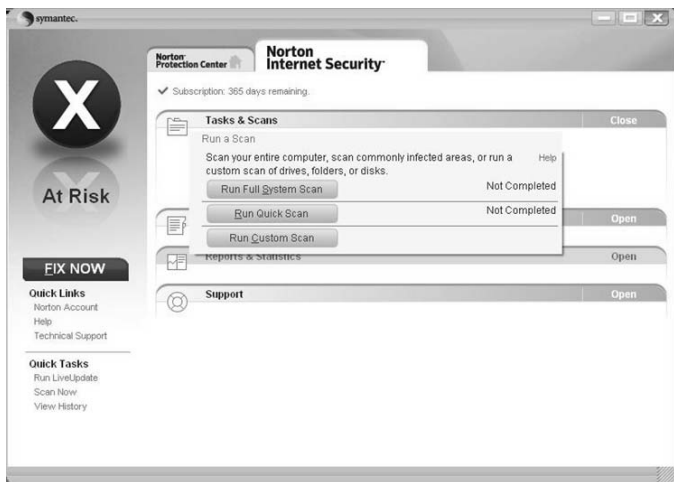 symantec.
Norton
Protection Center
Norton
Internet Security
Subscription: 365 days remaining.
X
At Risk
FIX NOW
Quick Links
Norton Account
Help
Technical Support
Quick Tasks
Run LiveUpdate
Scan Now
View History
Tasks & Scans
Close
Run a Scan
Scan your entire computer, scan commonly infected areas, or run a
custom scan of drives, folders, or disks.
Help
Run Full System Scan
Not Completed
Run Quick Scan
Not Completed
Run Custom Scan
Open
Reports & Statistics
Open
Support
Open